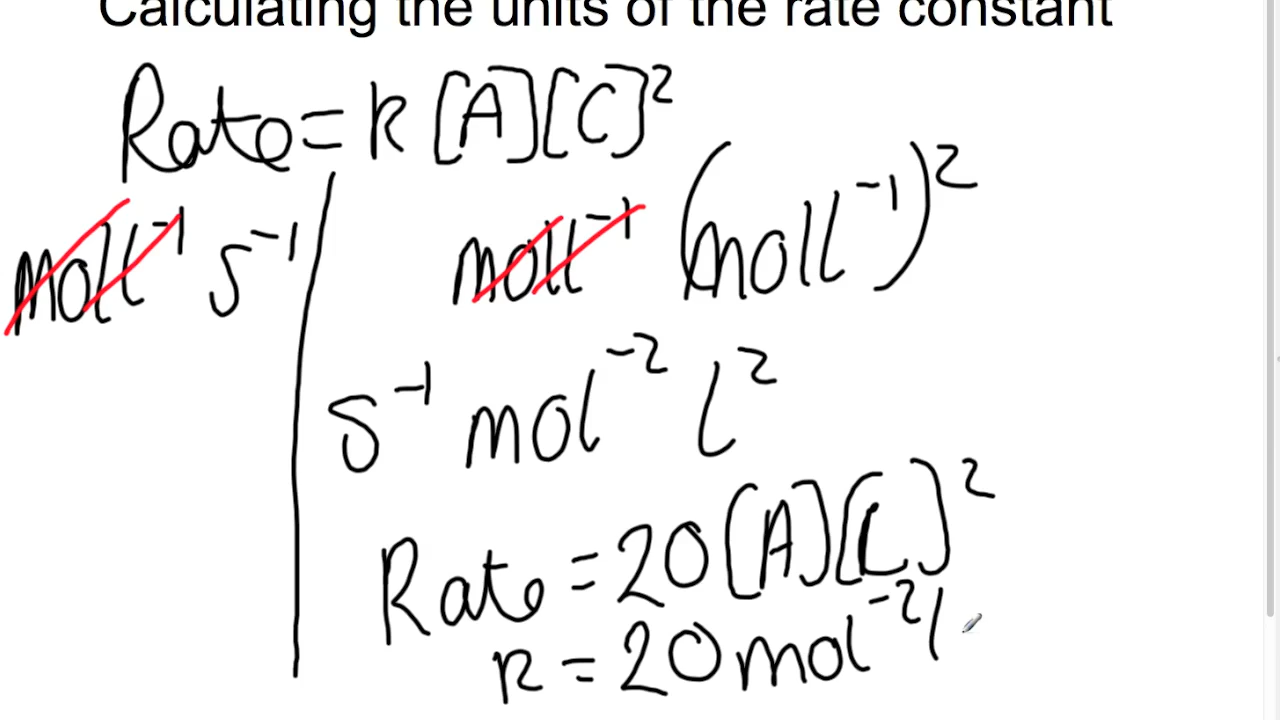 Calculating the units of the rate constant
Rate = k [A][C]²
mol l⁻¹ s⁻¹ mol l⁻¹ (mol l⁻¹)²
s⁻¹ mol⁻² l²
Rate = 20 [A][C]²
k = 20 mol⁻² l